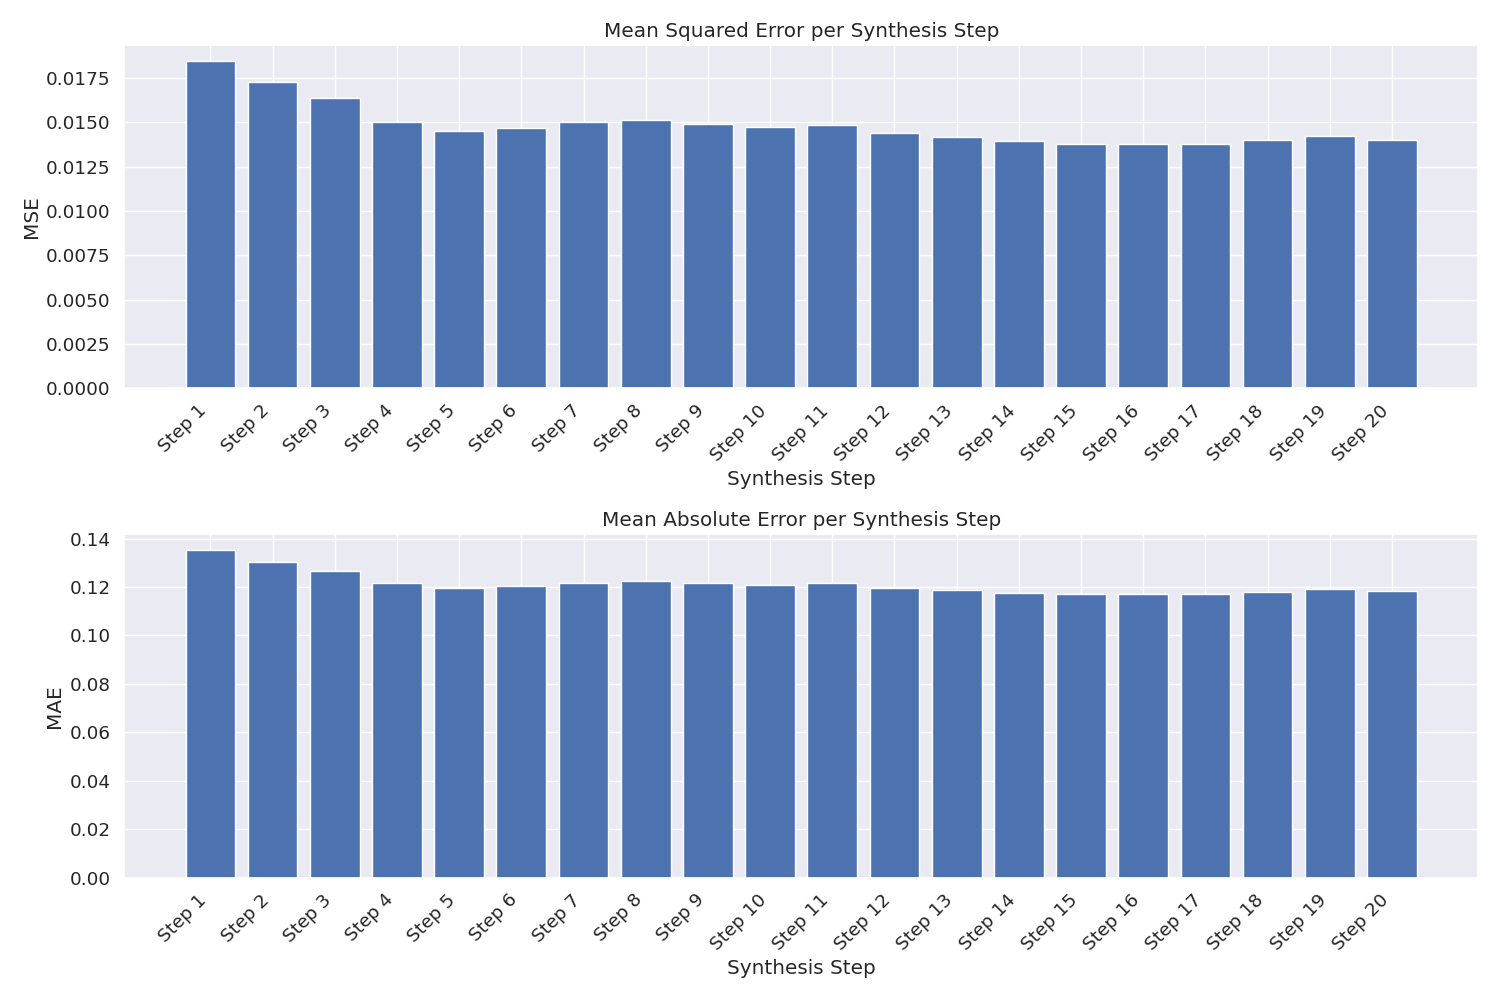 Mean Squared Error per Synthesis Step
MSE
0.0175
0.0150
0.0125
0.0100
0.0075
0.0050
0.0025
0.0000
Step 1 Step 2 Step 3 Step 4 Step 5 Step 6 Step 7 Step 8 Step 9 Step 10 Step 11 Step 12 Step 13 Step 14 Step 15 Step 16 Step 17 Step 18 Step 19 Step 20
Synthesis Step
Mean Absolute Error per Synthesis Step
MAE
0.14
0.12
0.10
0.08
0.06
0.04
0.02
0.00
Step 1 Step 2 Step 3 Step 4 Step 5 Step 6 Step 7 Step 8 Step 9 Step 10 Step 11 Step 12 Step 13 Step 14 Step 15 Step 16 Step 17 Step 18 Step 19 Step 20
Synthesis Step